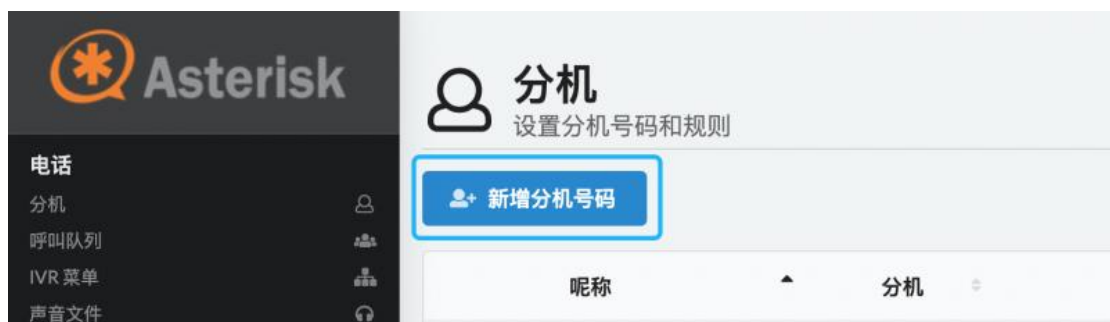 Asterisk
电话
分机
呼叫队列
IVR 菜单
声音文件
分机
设置分机号码和规则
新增分机号码
呢称 分机